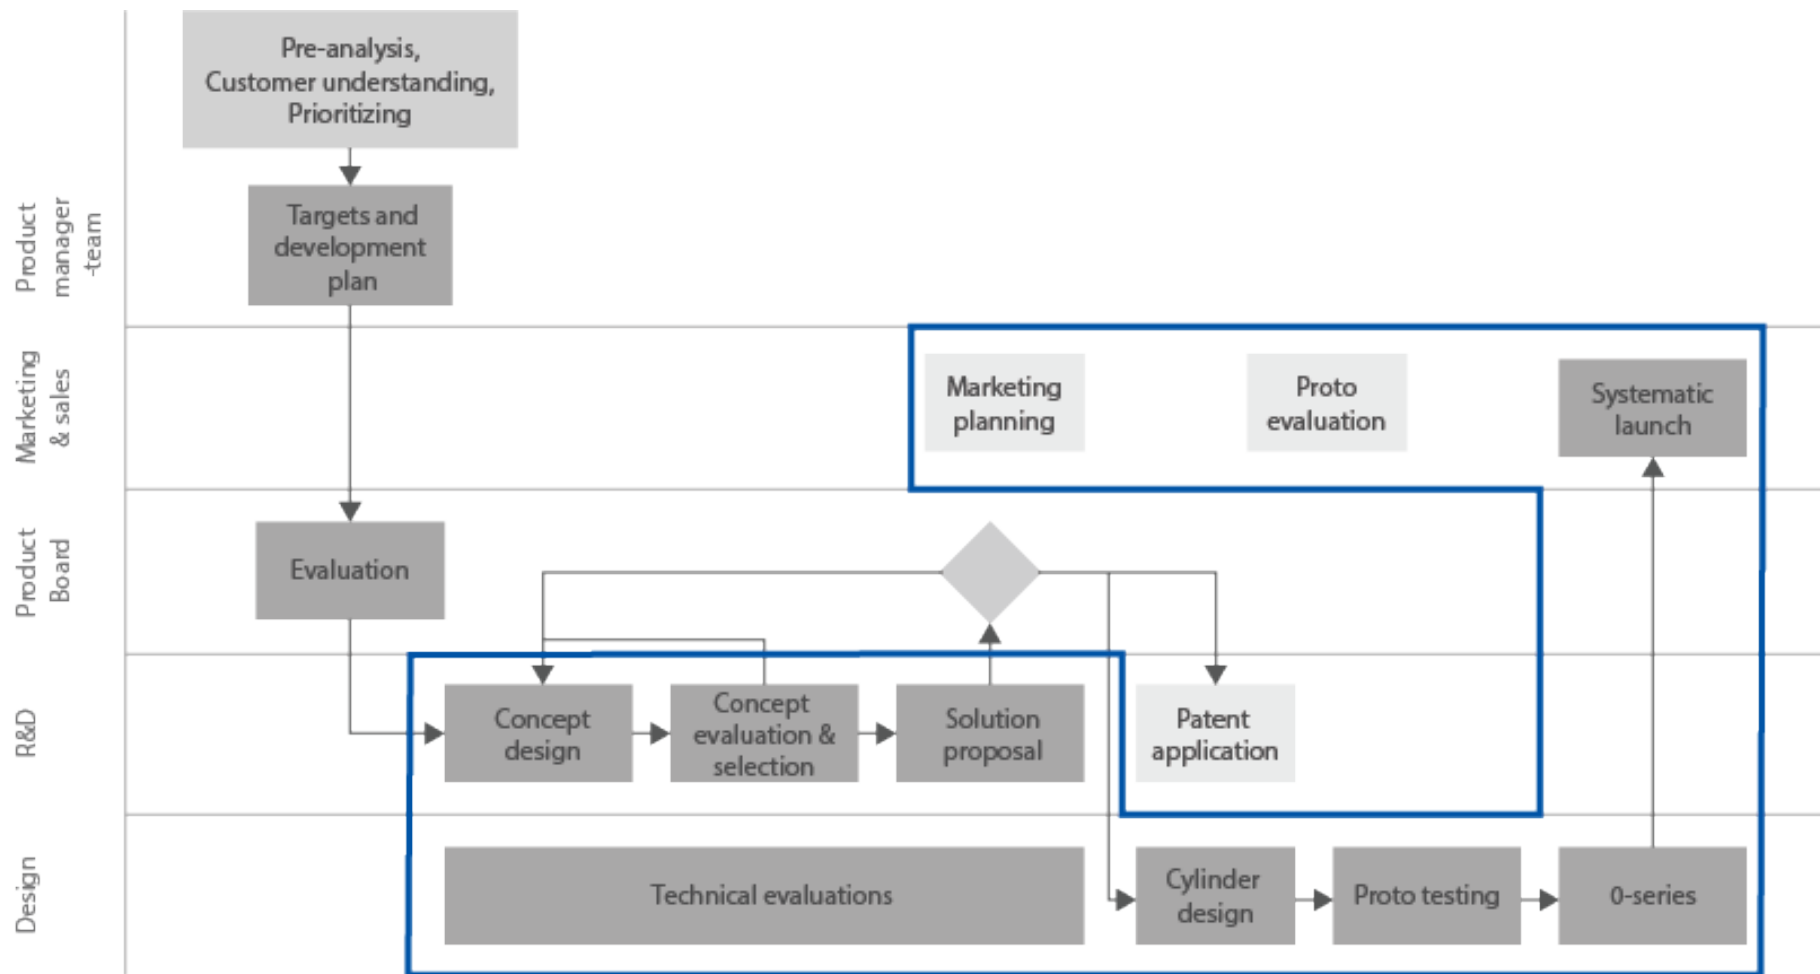 Pre-analysis,
Customer understanding,
Prioritizing
Product
manager
-team
Targets and
development
plan
Marketing
& sales
Marketing
planning
Proto
evaluation
Systematic
launch
Product
Board
Evaluation
R&D
Concept
design
Concept
evaluation &
selection
Solution
proposal
Patent
application
Design
Technical evaluations
Cylinder
design
Proto testing
0-series